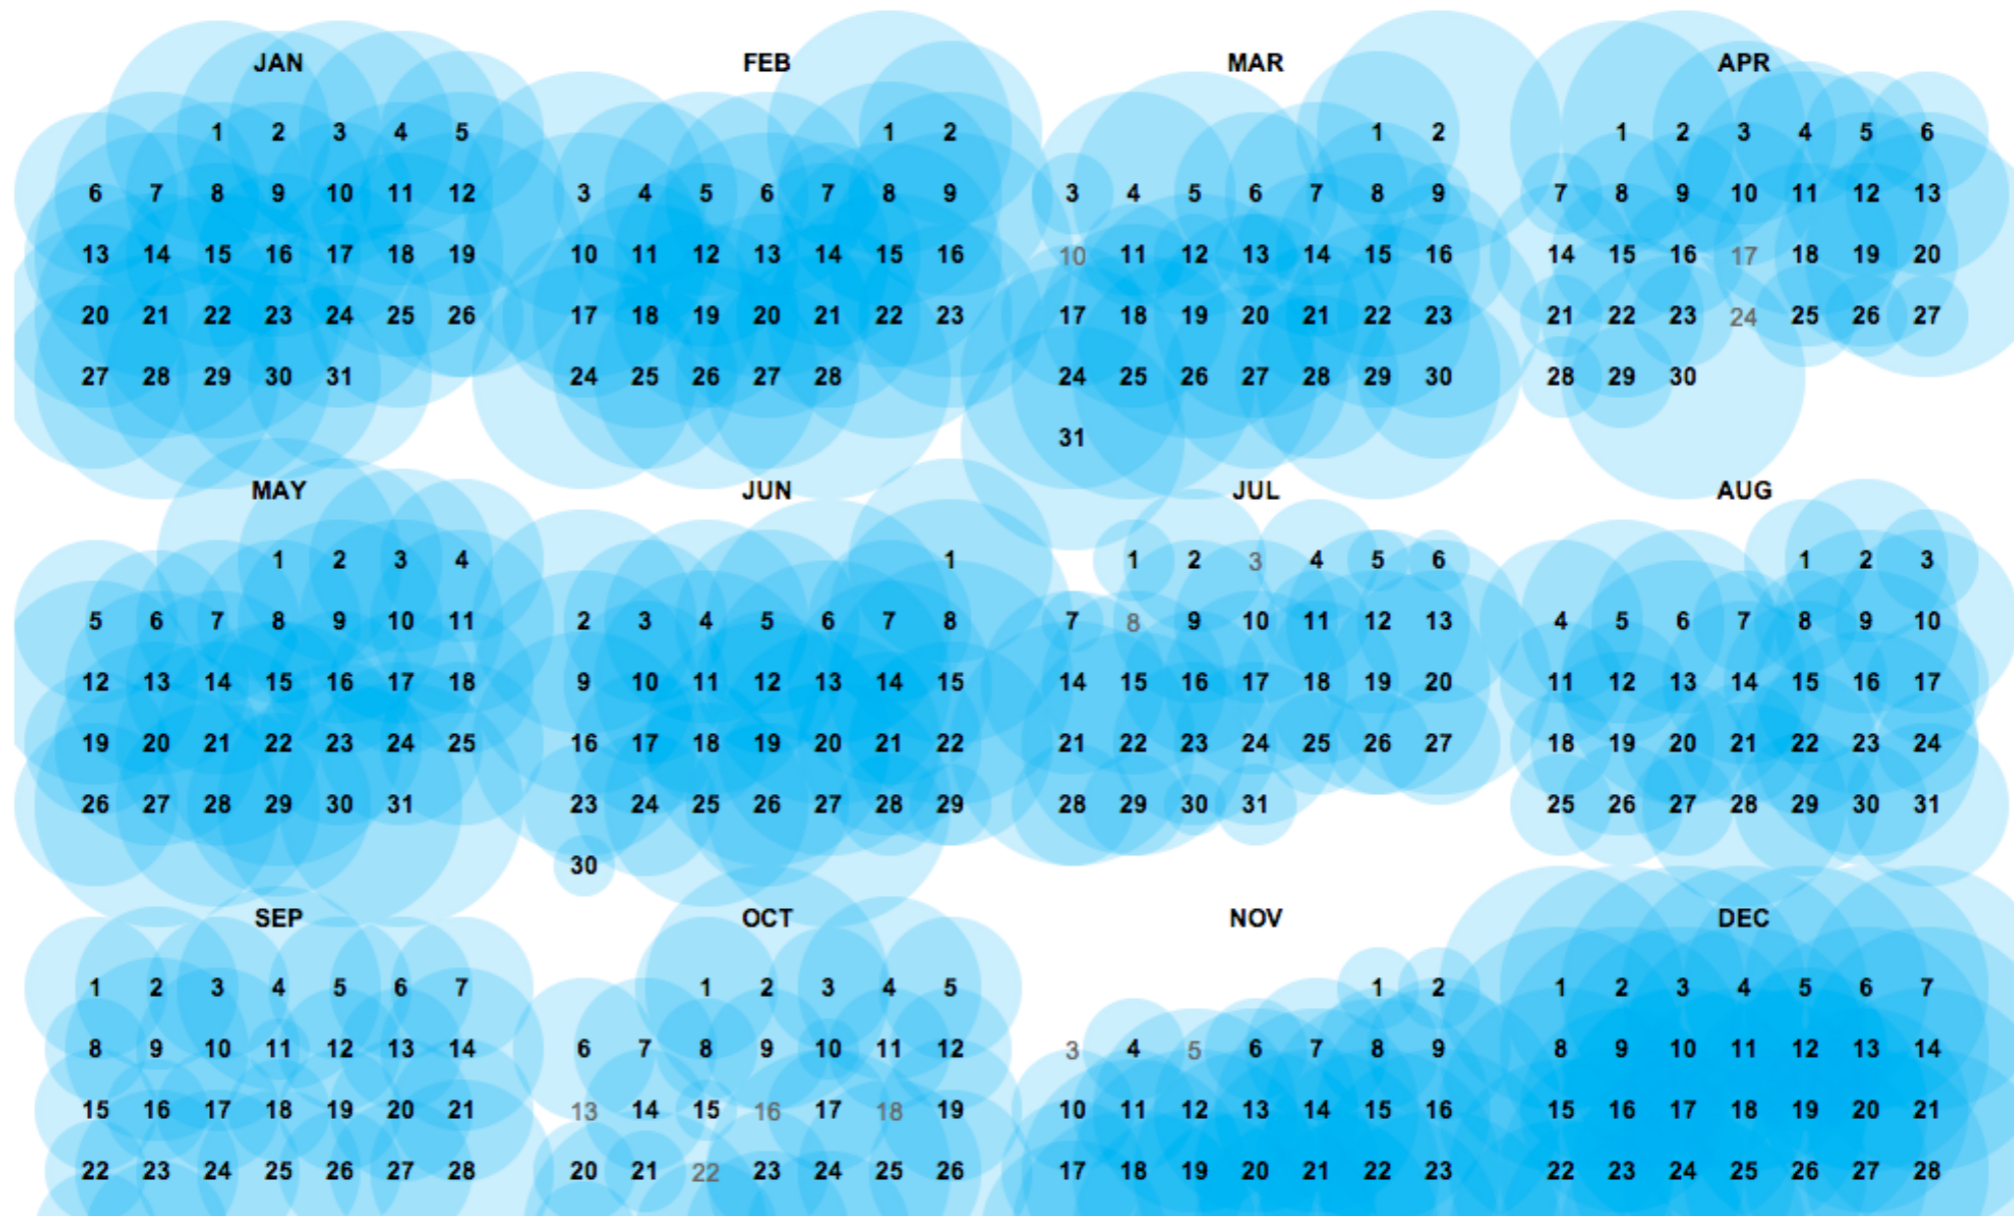 JAN FEB MAR APR
1 2 3 4 5 1 2 1 2 1 2 3 4 5 6
6 7 8 9 10 11 12 3 4 5 6 7 8 9 3 4 5 6 7 8 9 7 8 9 10 11 12 13
13 14 15 16 17 18 19 10 11 12 13 14 15 16 10 11 12 13 14 15 16 14 15 16 17 18 19 20
20 21 22 23 24 25 26 17 18 19 20 21 22 23 17 18 19 20 21 22 23 21 22 23 24 25 26 27
27 28 29 30 31 24 25 26 27 28 24 25 26 27 28 29 30 28 29 30
31
MAY JUN JUL AUG
1 2 3 4 1 1 2 3 4 5 6 1 2 3
5 6 7 8 9 10 11 2 3 4 5 6 7 8 7 8 9 10 11 12 13 4 5 6 7 8 9 10
12 13 14 15 16 17 18 9 10 11 12 13 14 15 14 15 16 17 18 19 20 11 12 13 14 15 16 17
19 20 21 22 23 24 25 16 17 18 19 20 21 22 21 22 23 24 25 26 27 18 19 20 21 22 23 24
26 27 28 29 30 31 23 24 25 26 27 28 29 28 29 30 31 25 26 27 28 29 30 31
30
SEP OCT NOV DEC
1 2 3 4 5 6 7 1 2 3 4 5 1 2 1 2 3 4 5 6 7
8 9 10 11 12 13 14 6 7 8 9 10 11 12 3 4 5 6 7 8 9 8 9 10 11 12 13 14
15 16 17 18 19 20 21 13 14 15 16 17 18 19 10 11 12 13 14 15 16 15 16 17 18 19 20 21
22 23 24 25 26 27 28 20 21 22 23 24 25 26 17 18 19 20 21 22 23 22 23 24 25 26 27 28